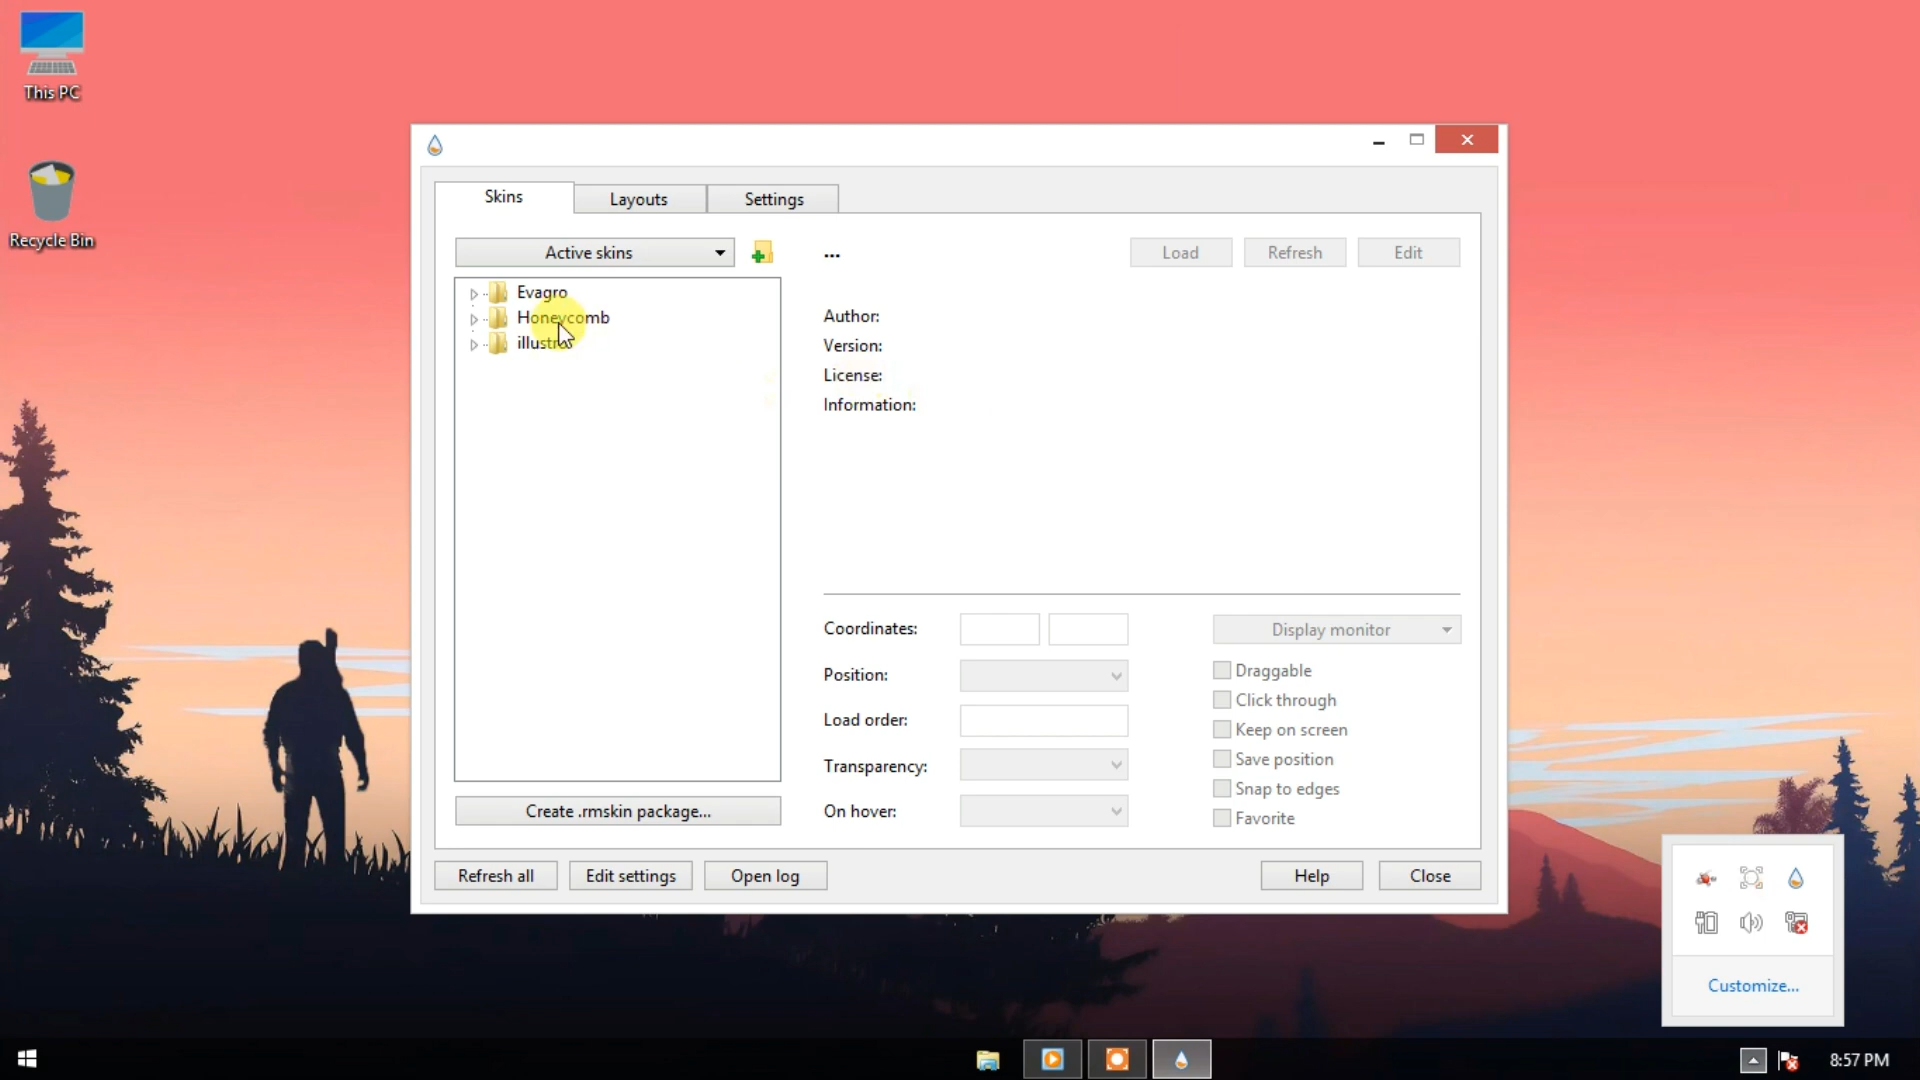 This PC
Recycle Bin
Skins
Layouts
Settings
Active skins
...
Load
Refresh
Edit
Evagro
Honeycomb
Author:
Version:
License:
Information:
Coordinates:
Display monitor
Position:
Draggable
Click through
Load order:
Keep on screen
Transparency:
Save position
Snap to edges
Create .rmskin package...
On hover:
Favorite
Refresh all
Edit settings
Open log
Help
Close
Customize...
8:57 PM